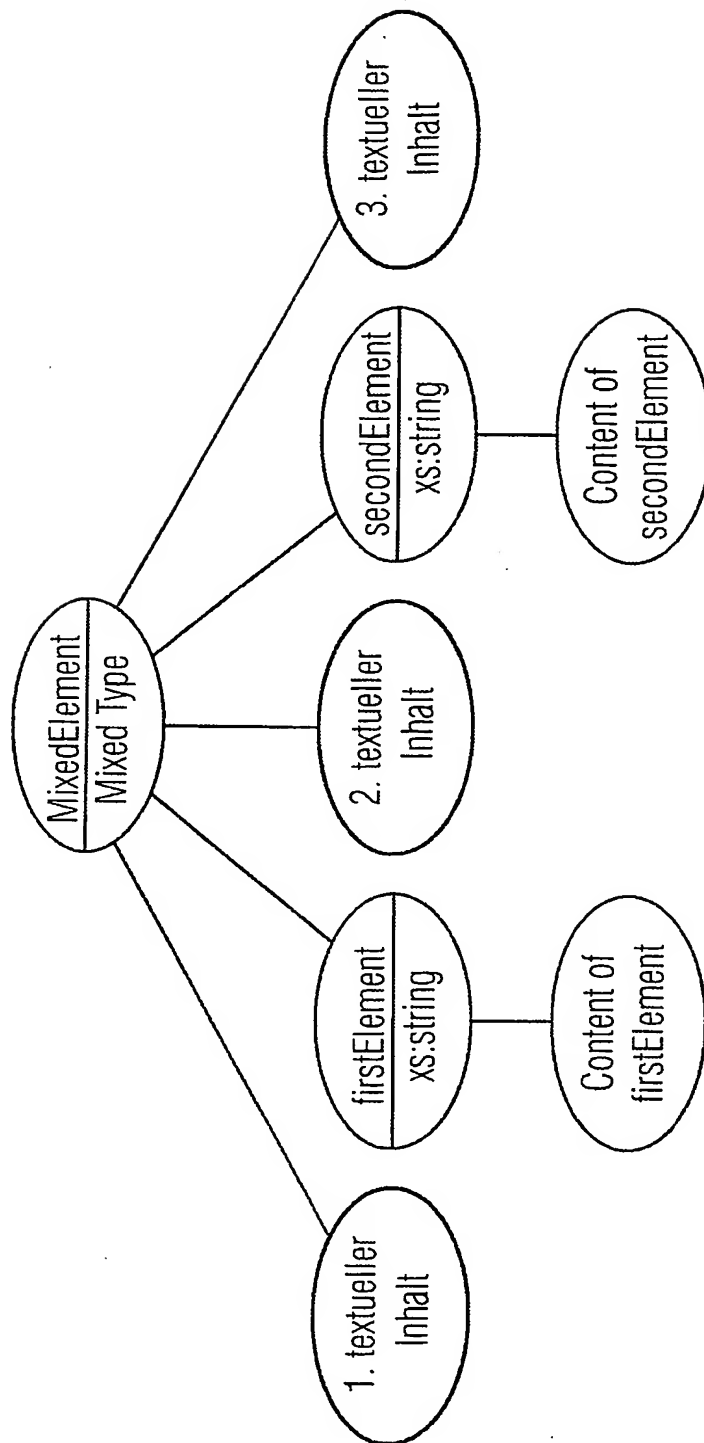 MixedElement
Mixed Type
1. textueller
Inhalt
firstElement
xs:string
2. textueller
Inhalt
secondElement
xs:string
3. textueller
Inhalt
Content of
firstElement
Content of
secondElement